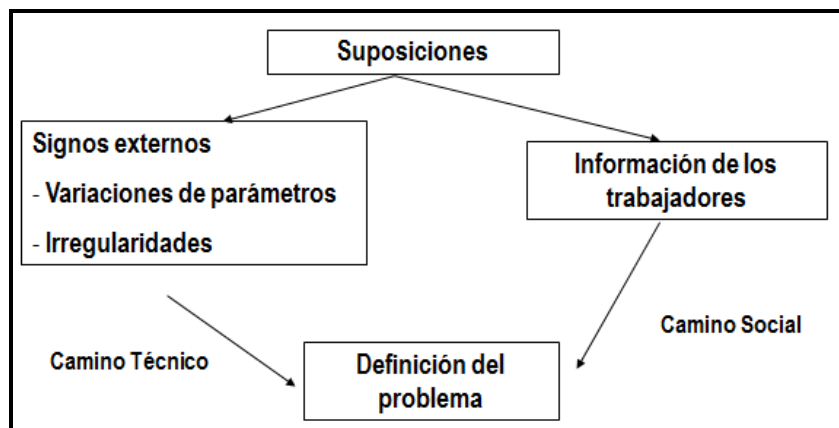 Suposiciones
Signos externos
- Variaciones de parámetros
- Irregularidades
Información de los
trabajadores
Camino Técnico
Camino Social
Definición del
problema